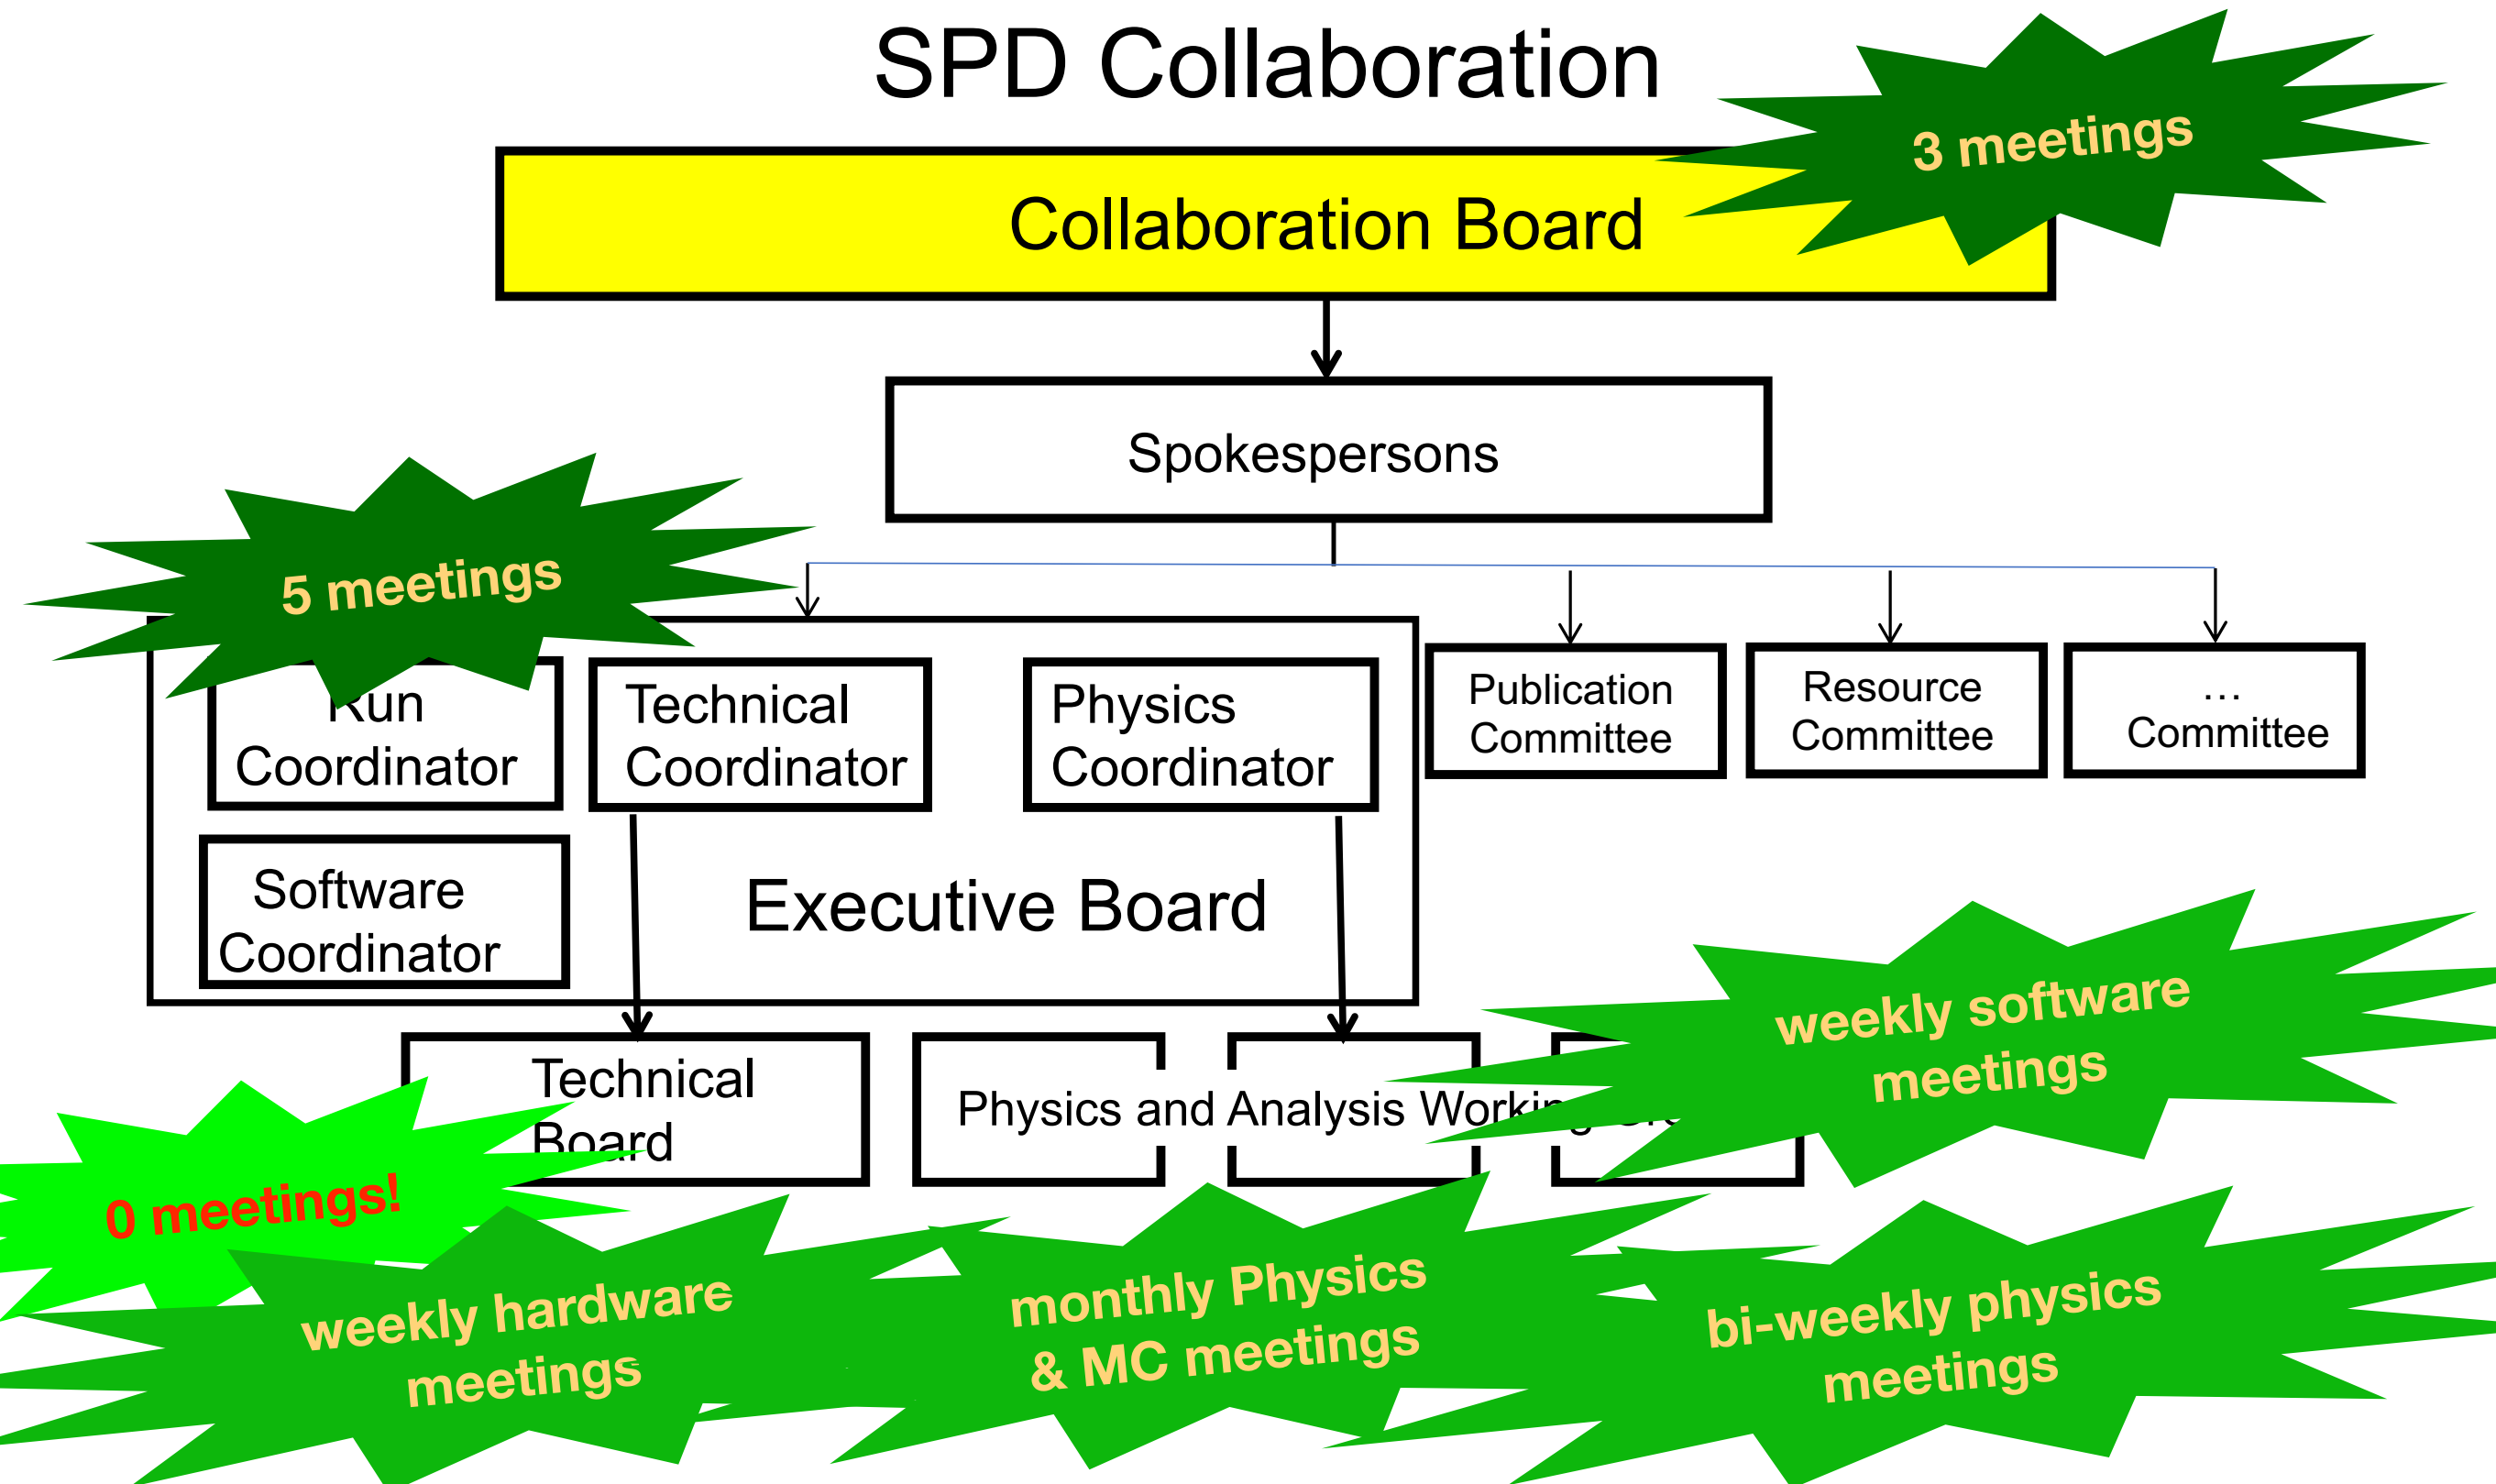 SPD Collaboration
3 meetings
Collaboration Board
Spokespersons
5 meetings
Run
Coordinator
Technical
Coordinator
Physics
Coordinator
Publication
Committee
Resource
Committee
...
Committee
Software
Coordinator
Executive Board
weekly software
meetings
Technical
Board
Physics and Analysis Working
0 meetings!
weekly hardware
meetings
monthly Physics
& MC meetings
bi-weekly physics
meetings